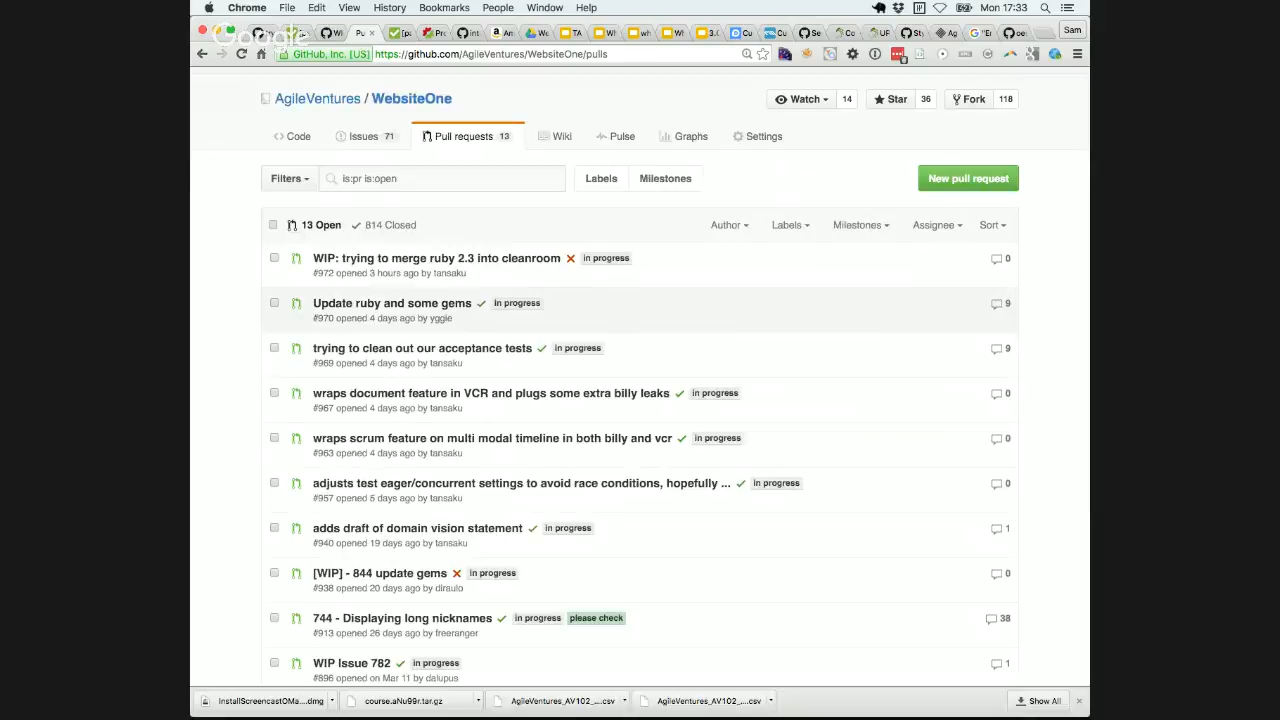 Chrome File Edit View History Bookmarks People Window Help Mon 17:33
Google
Sam
GitHub, Inc. [US] https://github.com/AgileVentures/WebsiteOne/pulls
AgileVentures / WebsiteOne Watch 14 Star 36 Fork 118
Code Issues 71 Pull requests 13 Wiki Pulse Graphs Settings
Filters is:pr is:open Labels Milestones New pull request
13 Open 814 Closed Author Labels Milestones Assignee Sort
WIP: trying to merge ruby 2.3 into cleanroom in progress 0
#972 opened 3 hours ago by tansaku
Update ruby and some gems in progress 9
#970 opened 4 days ago by yggie
trying to clean out our acceptance tests in progress 9
#969 opened 4 days ago by tansaku
wraps document feature in VCR and plugs some extra billy leaks in progress 0
#967 opened 4 days ago by tansaku
wraps scrum feature on multi modal timeline in both billy and vcr in progress 0
#963 opened 4 days ago by tansaku
adjusts test eager/concurrent settings to avoid race conditions, hopefully ... in progress 0
#957 opened 5 days ago by tansaku
adds draft of domain vision statement in progress 1
#940 opened 19 days ago by tansaku
[WIP] - 844 update gems in progress 0
#938 opened 20 days ago by diraulo
744 - Displaying long nicknames in progress please check 38
#913 opened 26 days ago by freeranger
WIP Issue 782 in progress 1
#896 opened on Mar 11 by dalupus
InstallScreencastOMa....dmg course.aNu99r.tar.gz AgileVentures_AV102_....csv AgileVentures_AV102_....csv Show All